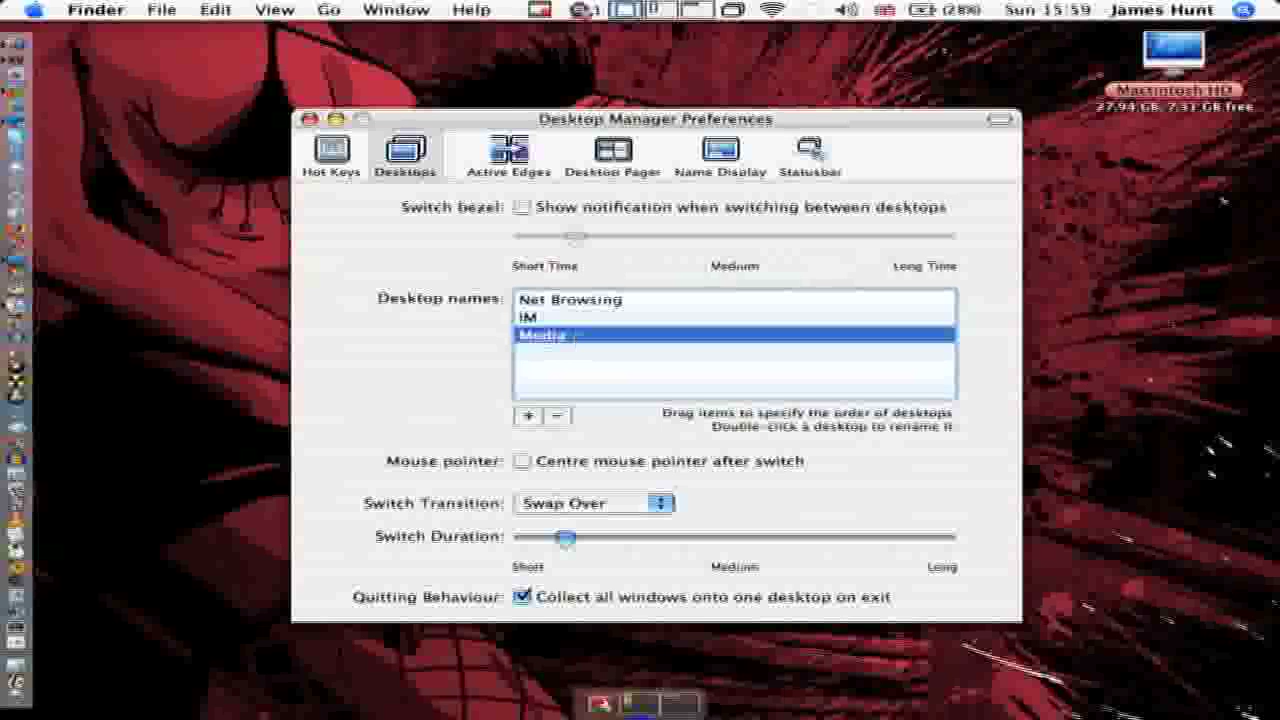 Finder File Edit View Go Window Help (28%) Sun 15:59 James Hunt
Macintosh HD
27.94 GB, 7.31 GB free
Desktop Manager Preferences
Hot Keys Desktops Active Edges Desktop Pager Name Display Statusbar
Switch bezel: Show notification when switching between desktops
Short Time Medium Long Time
Desktop names: Net Browsing
IM
Media
+ − Drag items to specify the order of desktops
Double-click a desktop to rename it
Mouse pointer: Centre mouse pointer after switch
Switch Transition: Swap Over
Switch Duration:
Short Medium Long
Quitting Behaviour: Collect all windows onto one desktop on exit